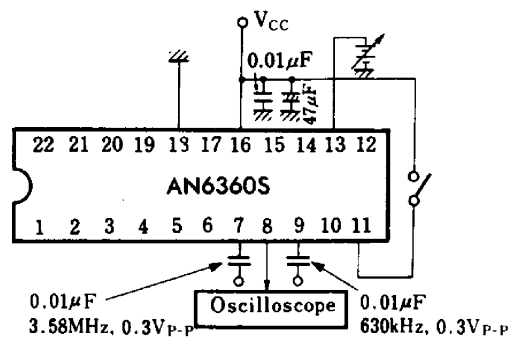 VCC
0.01μF
47μF
22 21 20 19 18 17 16 15 14 13 12
AN6360S
1 2 3 4 5 6 7 8 9 10 11
0.01μF
3.58MHz, 0.3VP-P
Oscilloscope
0.01μF
630kHz, 0.3VP-P